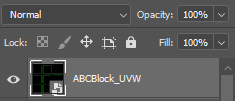 Normal Opacity: 100%
Lock: Fill: 100%
ABCBlock_UVW